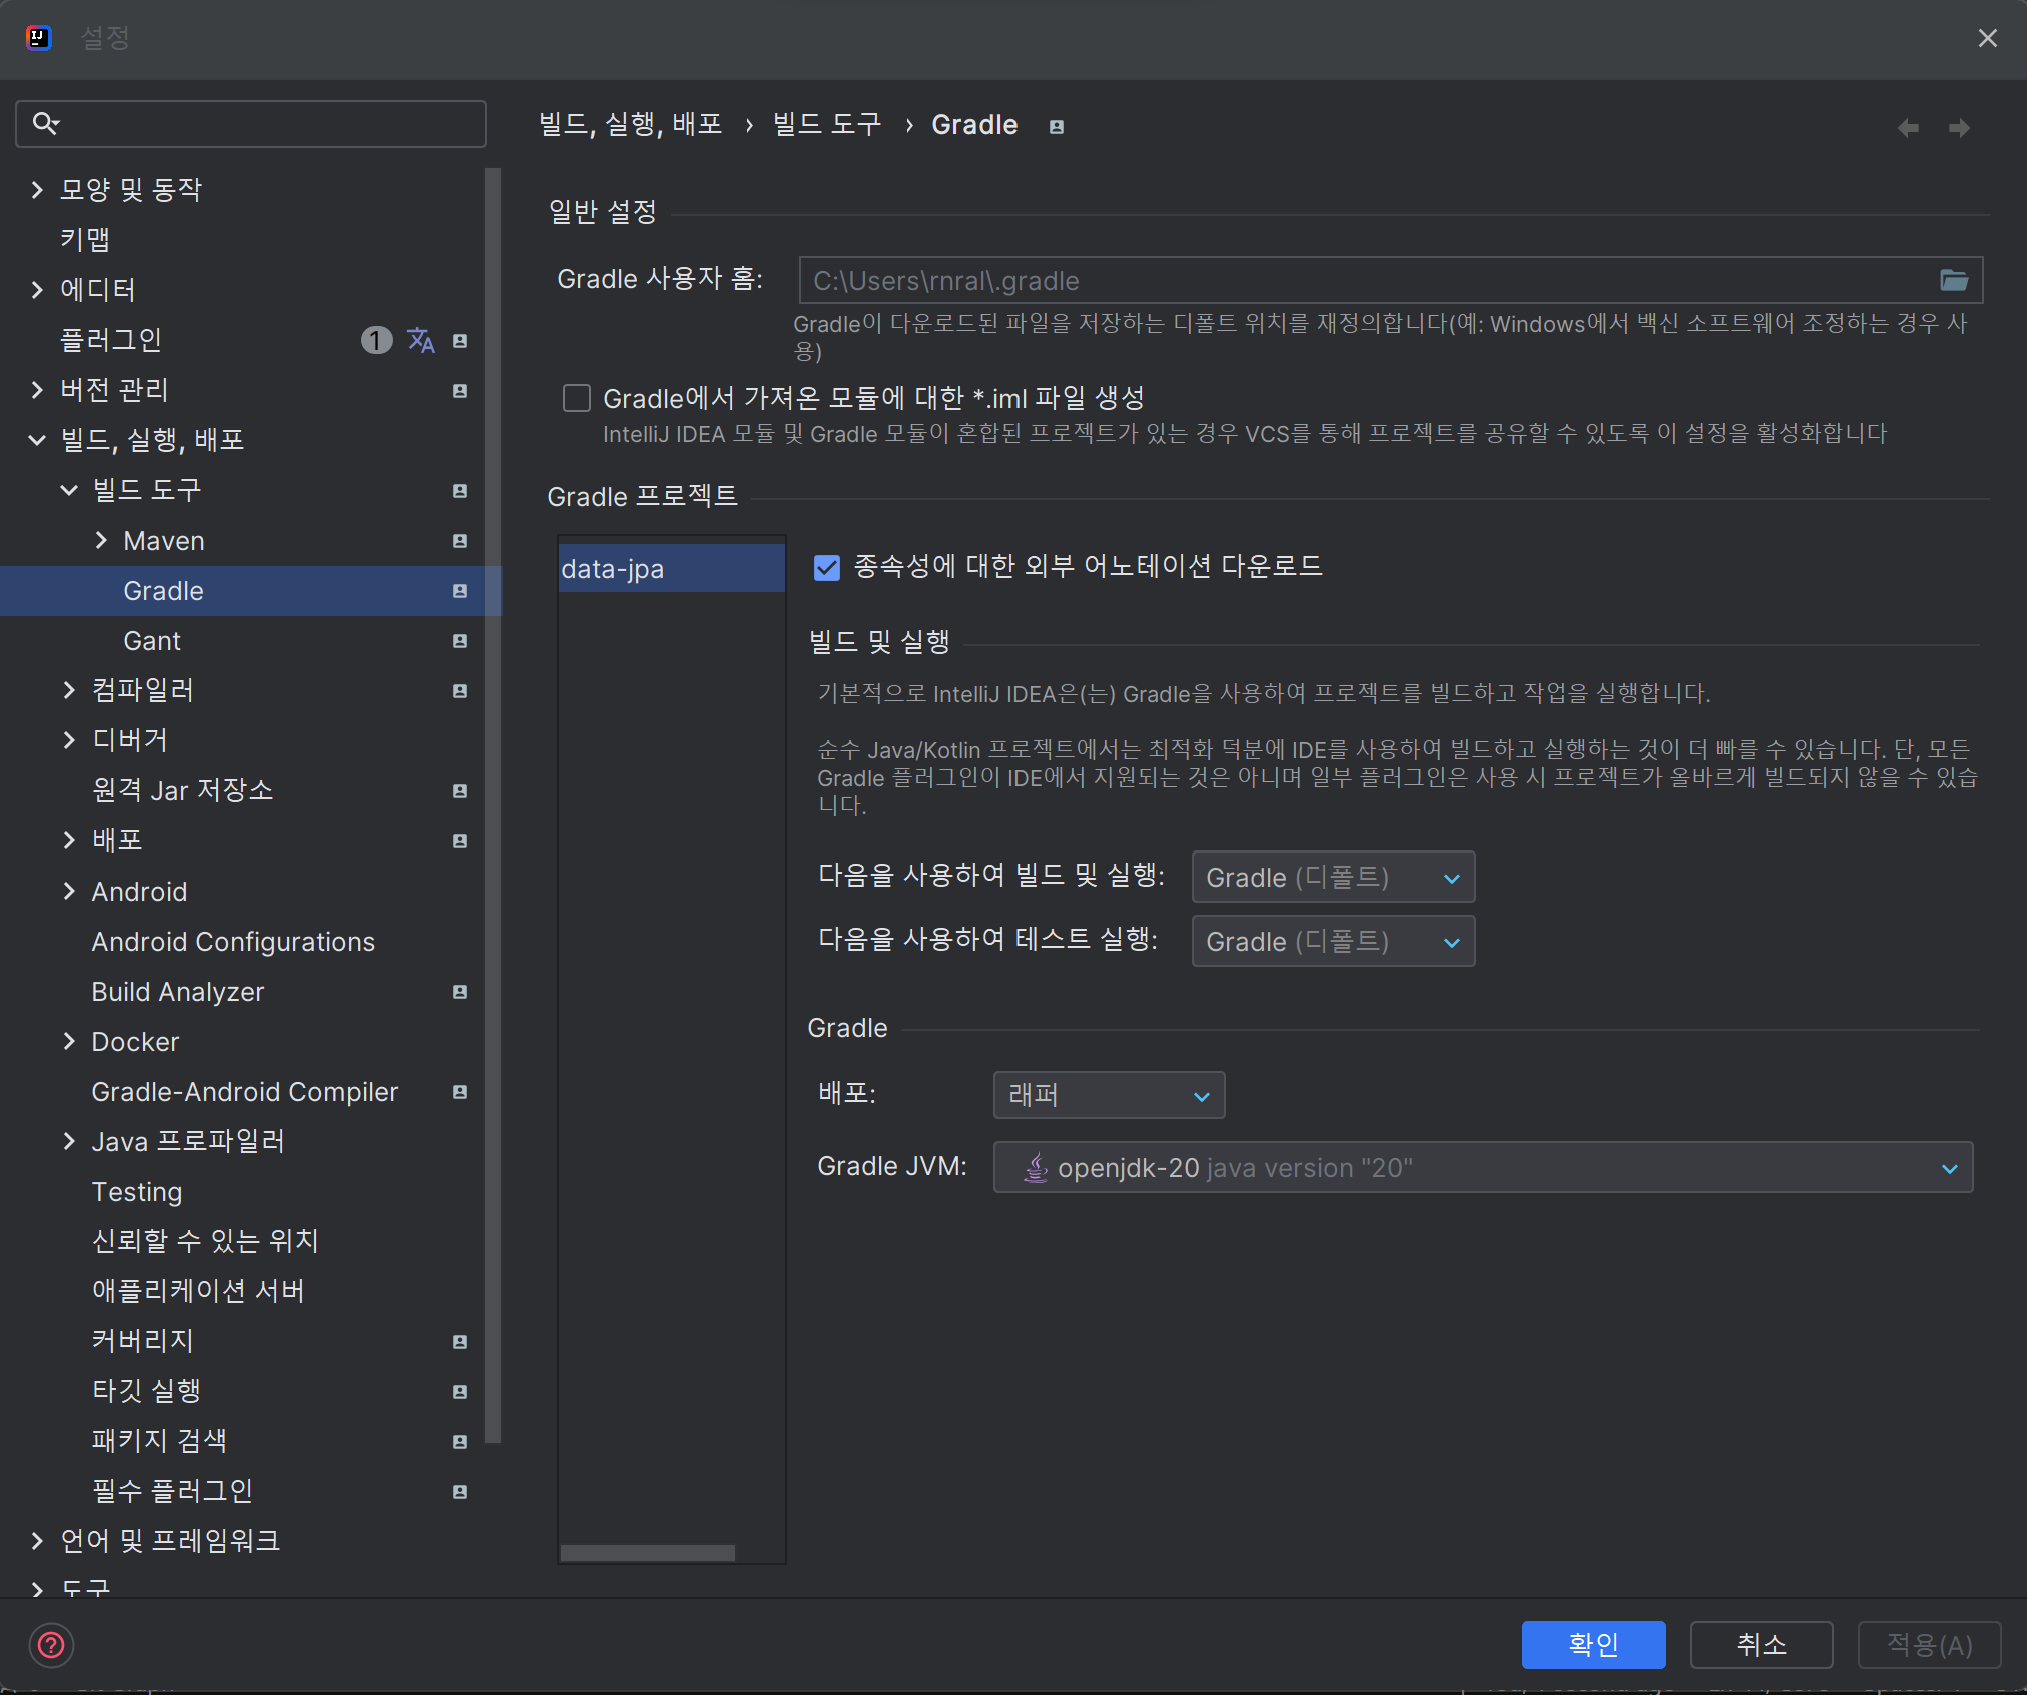 설정
빌드, 실행, 배포 › 빌드 도구 › Gradle
모양 및 동작
키맵
에디터
플러그인 1
버전 관리
빌드, 실행, 배포
빌드 도구
Maven
Gradle
Gant
컴파일러
디버거
원격 Jar 저장소
배포
Android
Android Configurations
Build Analyzer
Docker
Gradle-Android Compiler
Java 프로파일러
Testing
신뢰할 수 있는 위치
애플리케이션 서버
커버리지
타깃 실행
패키지 검색
필수 플러그인
언어 및 프레임워크
도구
일반 설정
Gradle 사용자 홈: C:\Users\rnral\.gradle
Gradle이 다운로드된 파일을 저장하는 디폴트 위치를 재정의합니다(예: Windows에서 백신 소프트웨어 조정하는 경우 사
용)
Gradle에서 가져온 모듈에 대한 *.iml 파일 생성
IntelliJ IDEA 모듈 및 Gradle 모듈이 혼합된 프로젝트가 있는 경우 VCS를 통해 프로젝트를 공유할 수 있도록 이 설정을 활성화합니다
Gradle 프로젝트
data-jpa
종속성에 대한 외부 어노테이션 다운로드
빌드 및 실행
기본적으로 IntelliJ IDEA은(는) Gradle을 사용하여 프로젝트를 빌드하고 작업을 실행합니다.
순수 Java/Kotlin 프로젝트에서는 최적화 덕분에 IDE를 사용하여 빌드하고 실행하는 것이 더 빠를 수 있습니다. 단, 모든
Gradle 플러그인이 IDE에서 지원되는 것은 아니며 일부 플러그인은 사용 시 프로젝트가 올바르게 빌드되지 않을 수 있습
니다.
다음을 사용하여 빌드 및 실행: Gradle (디폴트)
다음을 사용하여 테스트 실행: Gradle (디폴트)
Gradle
배포: 래퍼
Gradle JVM: openjdk-20 java version "20"
확인 취소 적용(A)